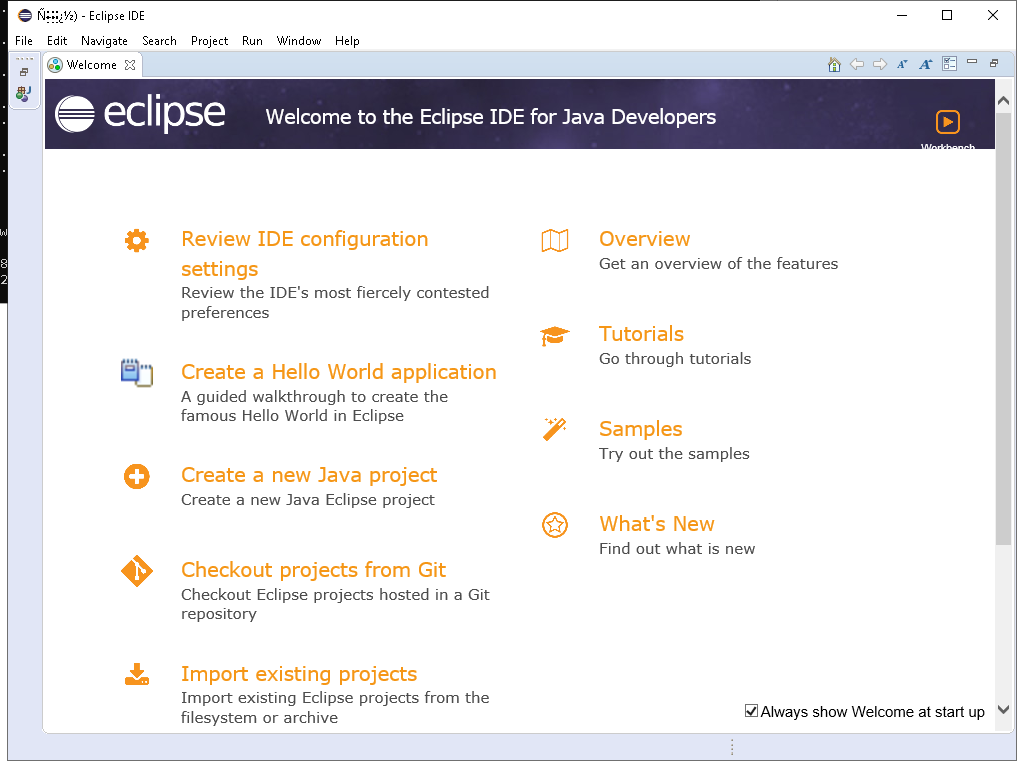 - Eclipse IDE
File Edit Navigate Search Project Run Window Help
Welcome
eclipse
Welcome to the Eclipse IDE for Java Developers
Workbench
Review IDE configuration
settings
Review the IDE's most fiercely contested
preferences
Create a Hello World application
A guided walkthrough to create the
famous Hello World in Eclipse
Create a new Java project
Create a new Java Eclipse project
Checkout projects from Git
Checkout Eclipse projects hosted in a Git
repository
Import existing projects
Import existing Eclipse projects from the
filesystem or archive
Overview
Get an overview of the features
Tutorials
Go through tutorials
Samples
Try out the samples
What's New
Find out what is new
Always show Welcome at start up